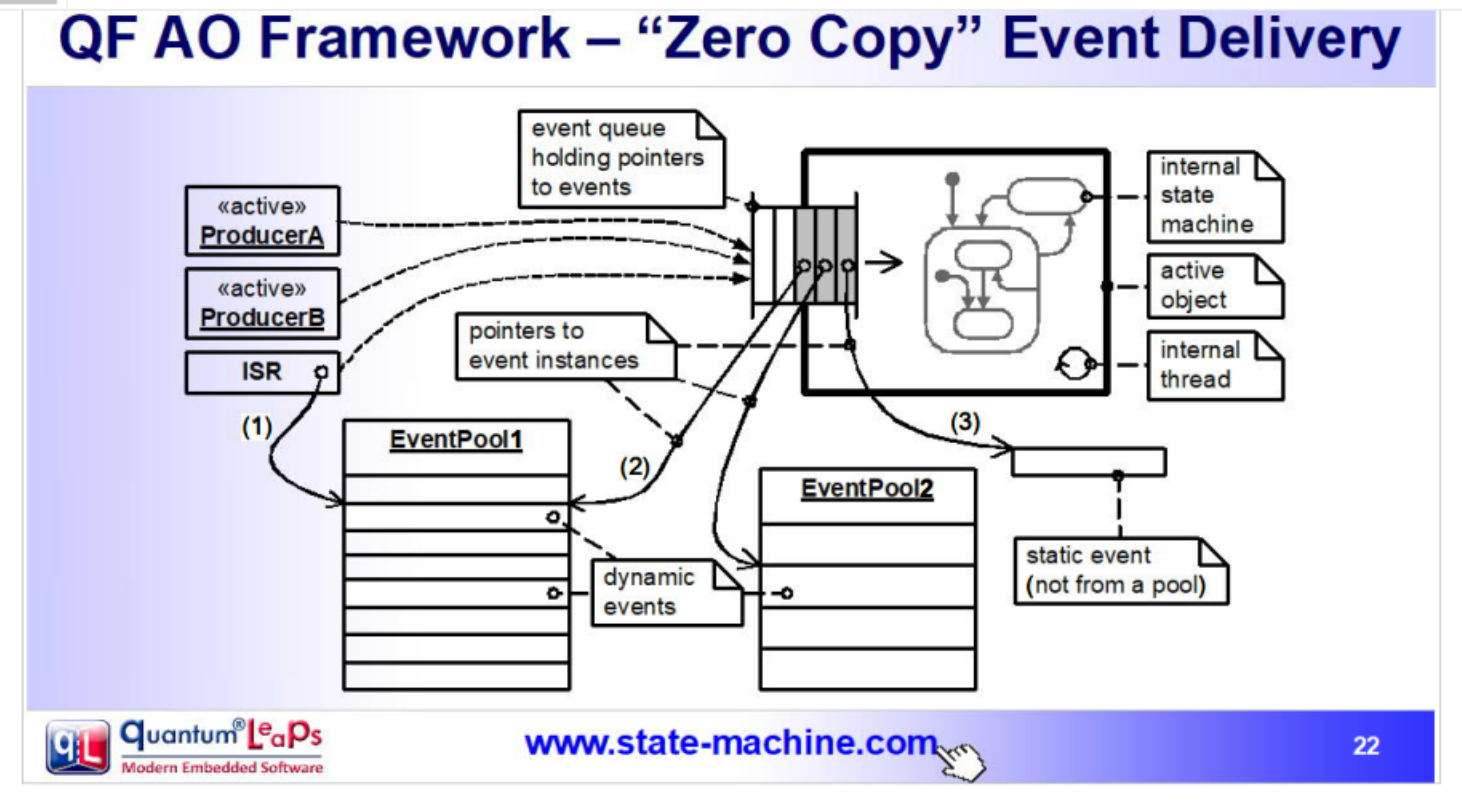 QF AO Framework – “Zero Copy” Event Delivery
event queue
holding pointers
to events
«active»
ProducerA
«active»
ProducerB
ISR
(1)
pointers to
event instances
internal
state
machine
active
object
internal
thread
EventPool1
(2)
(3)
EventPool2
dynamic
events
static event
(not from a pool)
QL
Quantum® LeaPs
Modern Embedded Software
www.state-machine.com
22